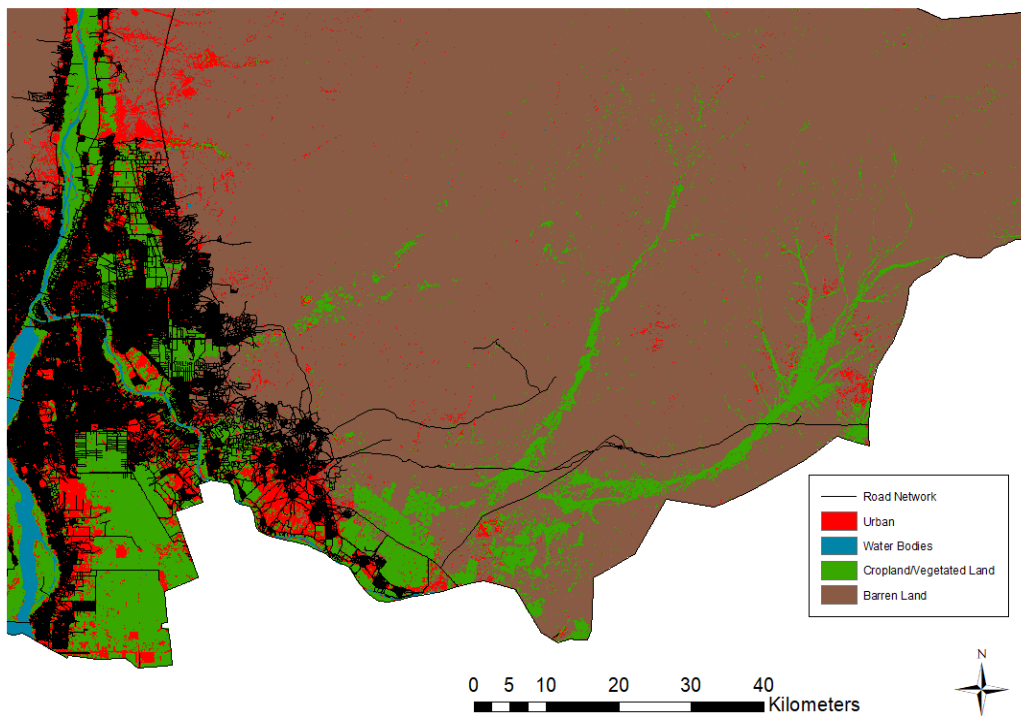 Road Network
Urban
Water Bodies
Cropland/Vegetated Land
Barren Land
N
0 5 10 20 30 40
Kilometers